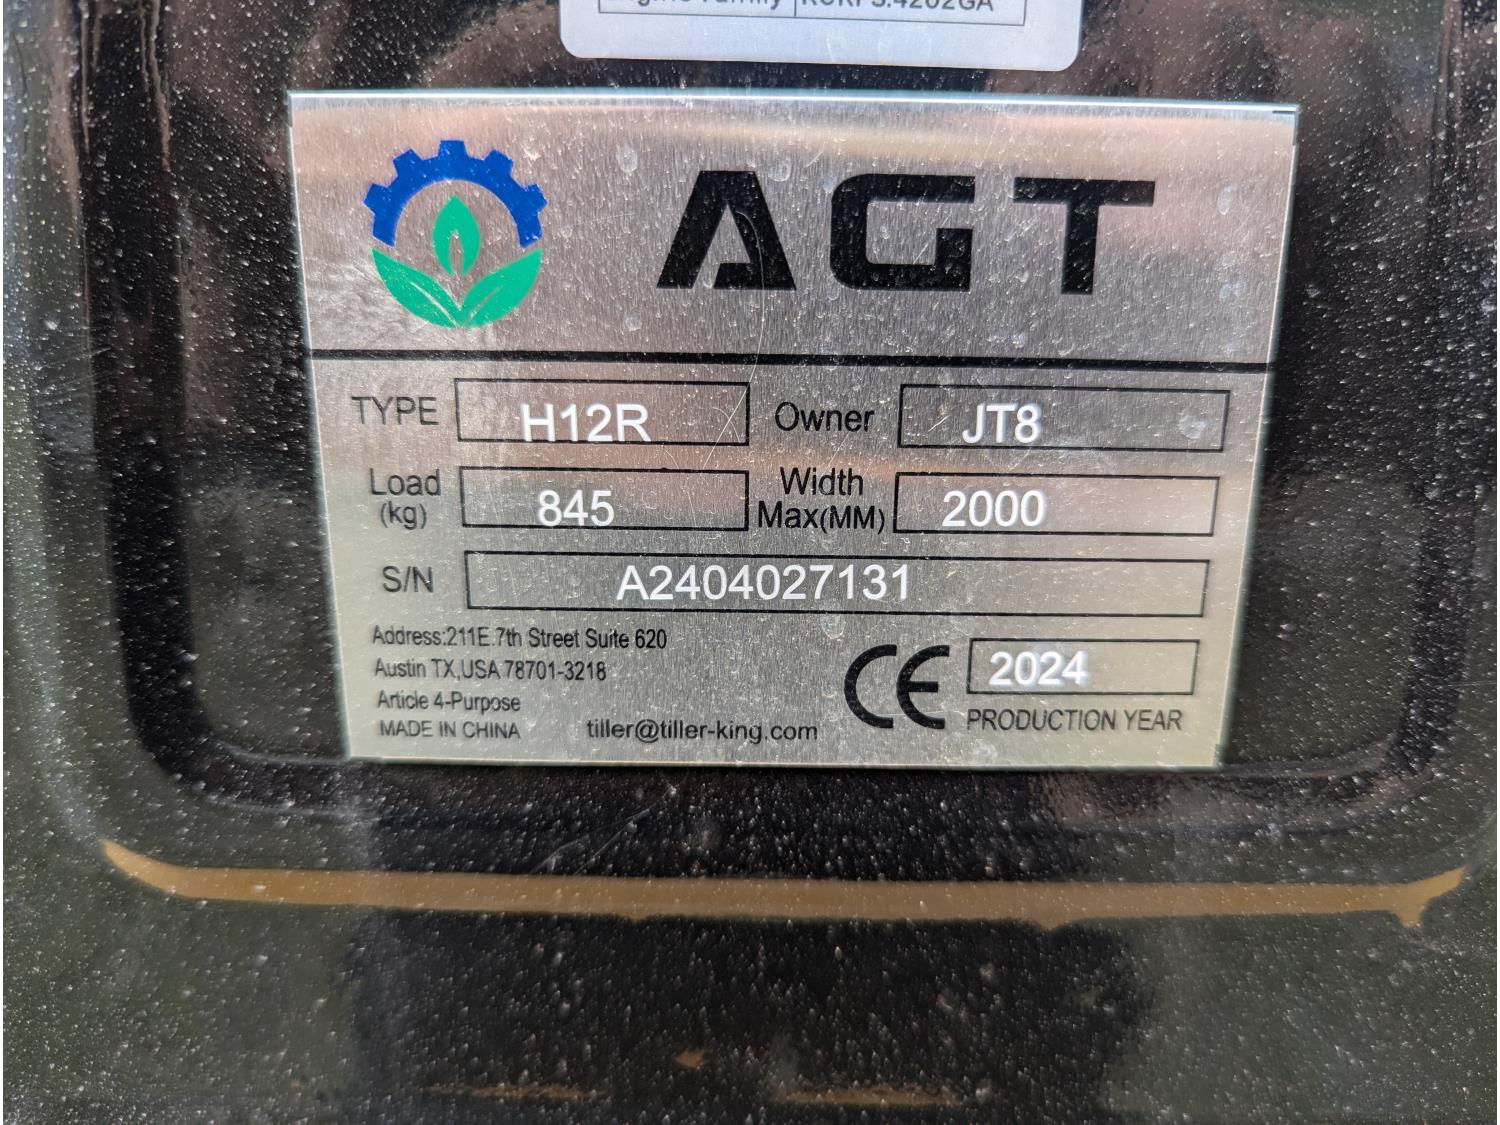 AGT
TYPE H12R Owner JT8
Load (kg) 845 Width Max(MM) 2000
S/N A2404027131
Address:211E.7th Street Suite 620
Austin TX,USA 78701-3218
Article 4-Purpose
MADE IN CHINA tiller@tiller-king.com
CE 2024
PRODUCTION YEAR